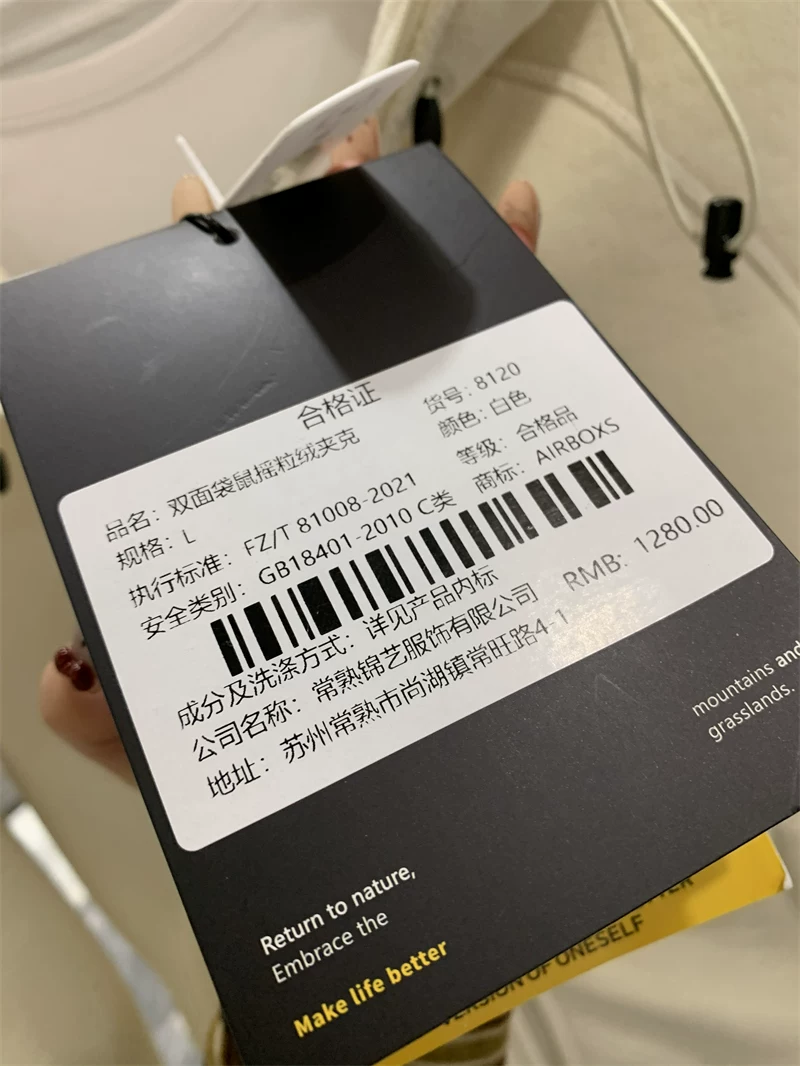 合格证
货号: 8120
品名: 双面袋鼠摇粒绒夹克
颜色: 白色
规格: L
等级: 合格品
执行标准: FZ/T 81008-2021
商标: AIRBOXS
安全类别: GB18401-2010 C类
成分及洗涤方式: 详见产品内标
RMB: 1280.00
公司名称: 常熟锦艺服饰有限公司
地址: 苏州常熟市尚湖镇常旺路4-1
mountains and
grasslands.
Return to nature,
Embrace the
Make life better
VERSION OF ONESELF